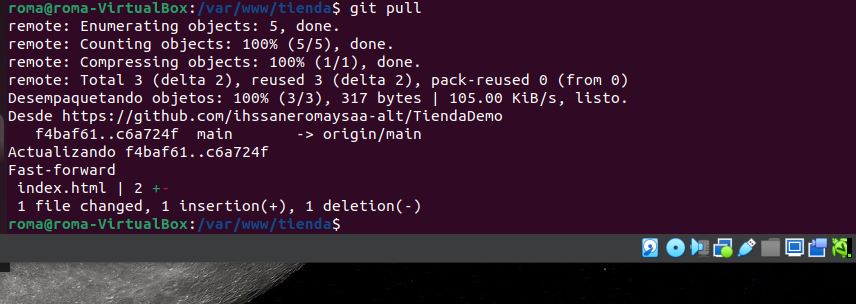 roma@roma-VirtualBox:/var/www/tienda$ git pull
remote: Enumerating objects: 5, done.
remote: Counting objects: 100% (5/5), done.
remote: Compressing objects: 100% (1/1), done.
remote: Total 3 (delta 2), reused 3 (delta 2), pack-reused 0 (from 0)
Desempaquetando objetos: 100% (3/3), 317 bytes | 105.00 KiB/s, listo.
Desde https://github.com/ihssaneromaysaa-alt/TiendaDemo
   f4baf61..c6a724f  main       -> origin/main
Actualizando f4baf61..c6a724f
Fast-forward
 index.html | 2 +-
 1 file changed, 1 insertion(+), 1 deletion(-)
roma@roma-VirtualBox:/var/www/tienda$